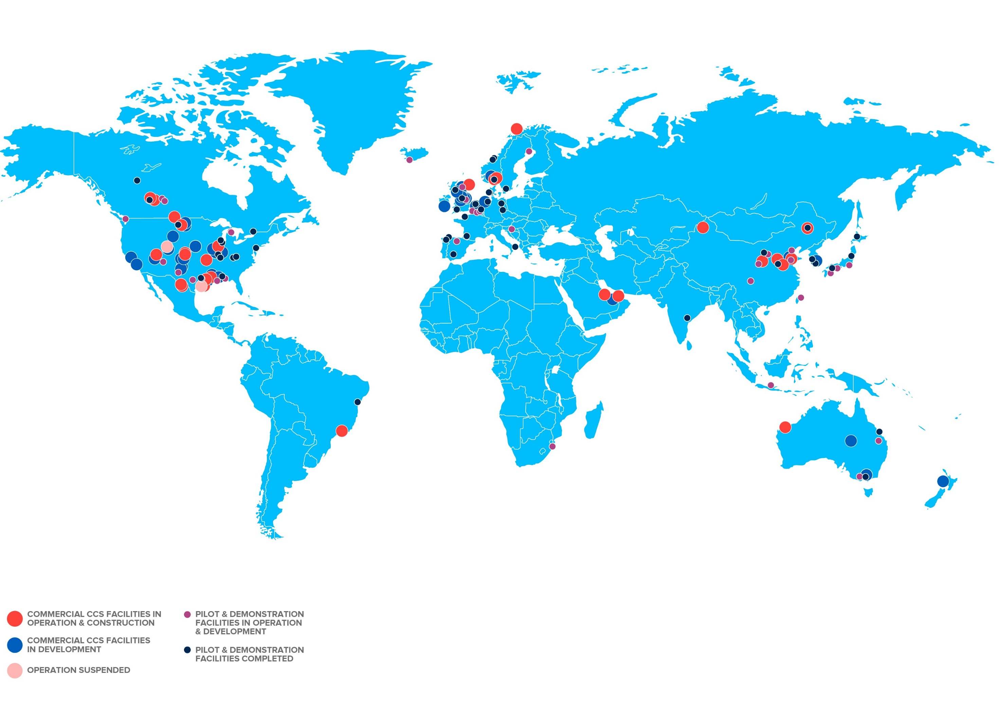 COMMERCIAL CCS FACILITIES IN
OPERATION & CONSTRUCTION
COMMERCIAL CCS FACILITIES
IN DEVELOPMENT
OPERATION SUSPENDED
PILOT & DEMONSTRATION
FACILITIES IN OPERATION
& DEVELOPMENT
PILOT & DEMONSTRATION
FACILITIES COMPLETED